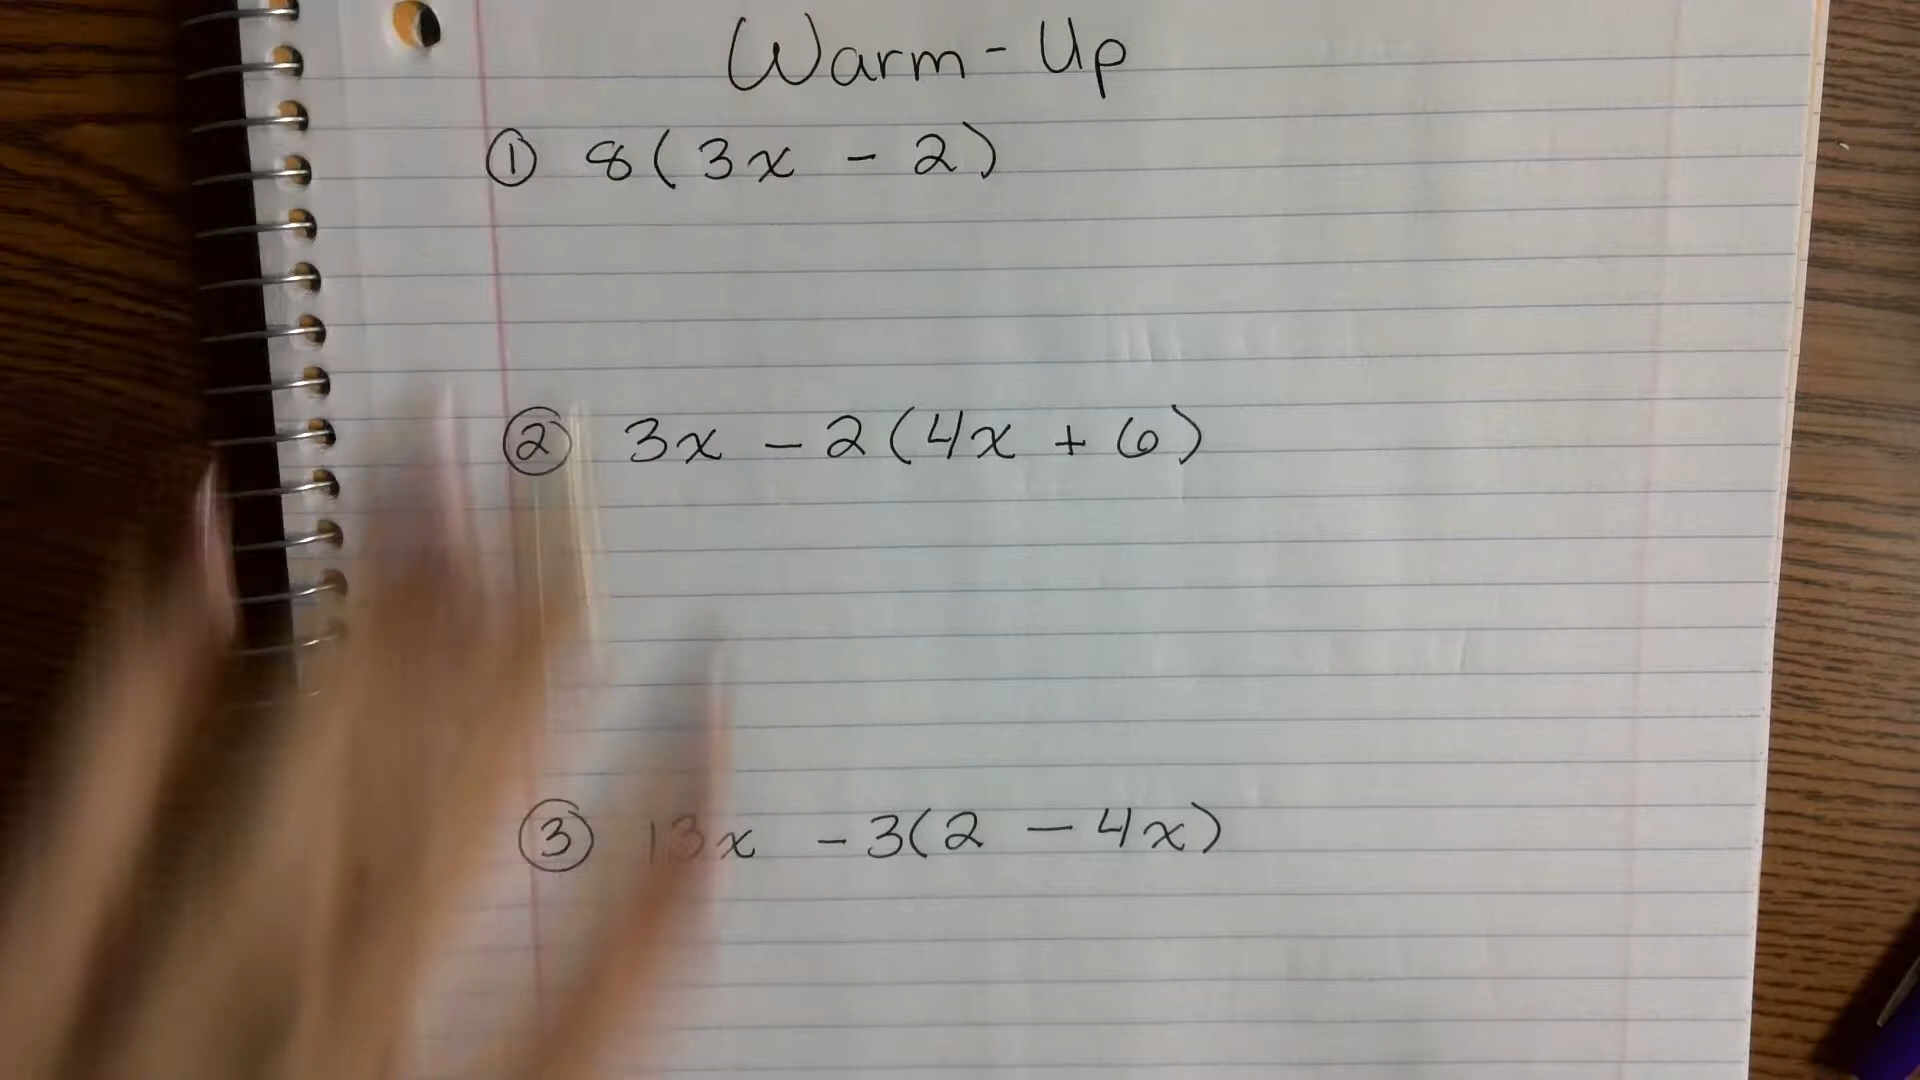 Warm-Up
① 8(3x - 2)
② 3x - 2(4x + 6)
③ 13x - 3(2 - 4x)